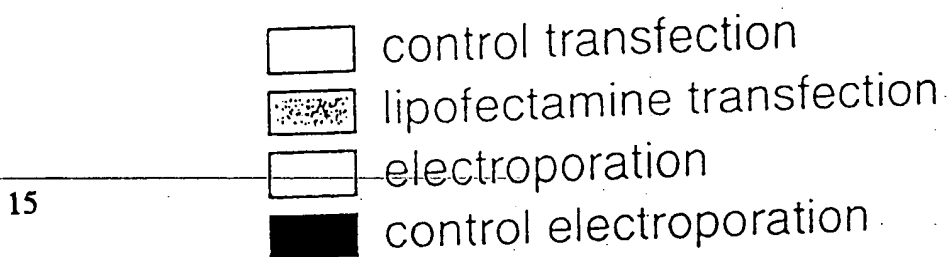 control transfection
lipofectamine transfection
electroporation
15
control electroporation